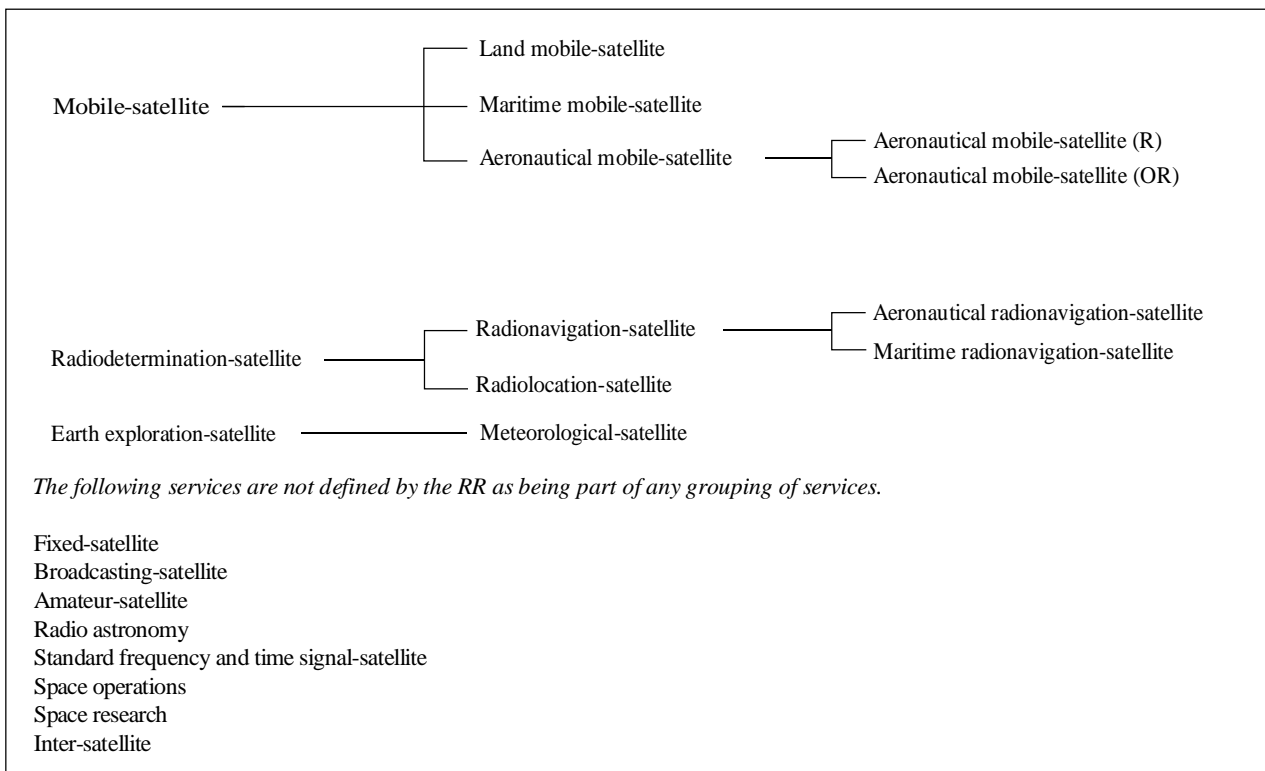 Land mobile-satellite
Mobile-satellite
Maritime mobile-satellite
Aeronautical mobile-satellite
Aeronautical mobile-satellite (R)
Aeronautical mobile-satellite (OR)
Aeronautical radionavigation-satellite
Radionavigation-satellite
Maritime radionavigation-satellite
Radiodetermination-satellite
Radiolocation-satellite
Earth exploration-satellite
Meteorological-satellite
The following services are not defined by the RR as being part of any grouping of services.
Fixed-satellite
Broadcasting-satellite
Amateur-satellite
Radio astronomy
Standard frequency and time signal-satellite
Space operations
Space research
Inter-satellite